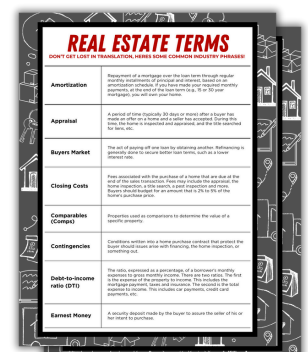 REAL ESTATE TERMS
DON'T GET LOST IN TRANSLATION, HERES SOME COMMON INDUSTRY PHRASES!
Amortization
Repayment of a mortgage over the loan term through regular
monthly installments of principal and interest, based on an
amortization schedule. If you have made your required monthly
payments, at the end of the loan term (e.g., 15 or 30 year
mortgage), you will own your home.
Appraisal
A period of time (typically 30 days or more) after a buyer has
made an offer on a home and a seller has accepted. During this
time, the home is inspected and appraised, and the title searched
for liens, etc.
Buyers Market
The act of paying off one loan by obtaining another. Refinancing is
generally done to secure better loan terms, such as a lower
interest rate.
Closing Costs
Fees associated with the purchase of a home that are due at the
end of the sales transaction. Fees may include the appraisal, the
home inspection, a title search, a pest inspection and more.
Buyers should budget for an amount that is 2% to 5% of the
home's purchase price.
Comparables
(Comps)
Properties used as comparisons to determine the value of a
specific property.
Contingencies
Conditions written into a home purchase contract that protect the
buyer should issues arise with financing, the home inspection, or
something out.
Debt-to-income
ratio (DTI)
The ratio, expressed as a percentage, of a borrower's monthly
expenses to gross monthly income. There are two ratios. The first
is the expense of the property to income. This includes the
mortgage payment, taxes and insurance. The second is the total
expense to income. This includes car payments, credit card
payments, etc.
Earnest Money
A security deposit made by the buyer to assure the seller of his or
her intent to purchase.